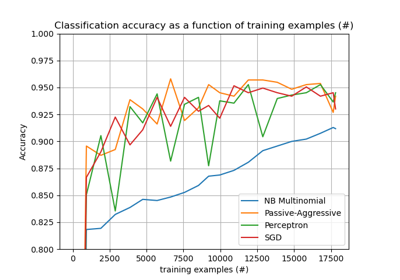 Classification accuracy as a function of training examples (#)
1.000
0.975
0.950
0.925
0.900
0.875
0.850
0.825
0.800
Accuracy
NB Multinomial
Passive-Aggressive
Perceptron
SGD
0 2500 5000 7500 10000 12500 15000 17500
training examples (#)